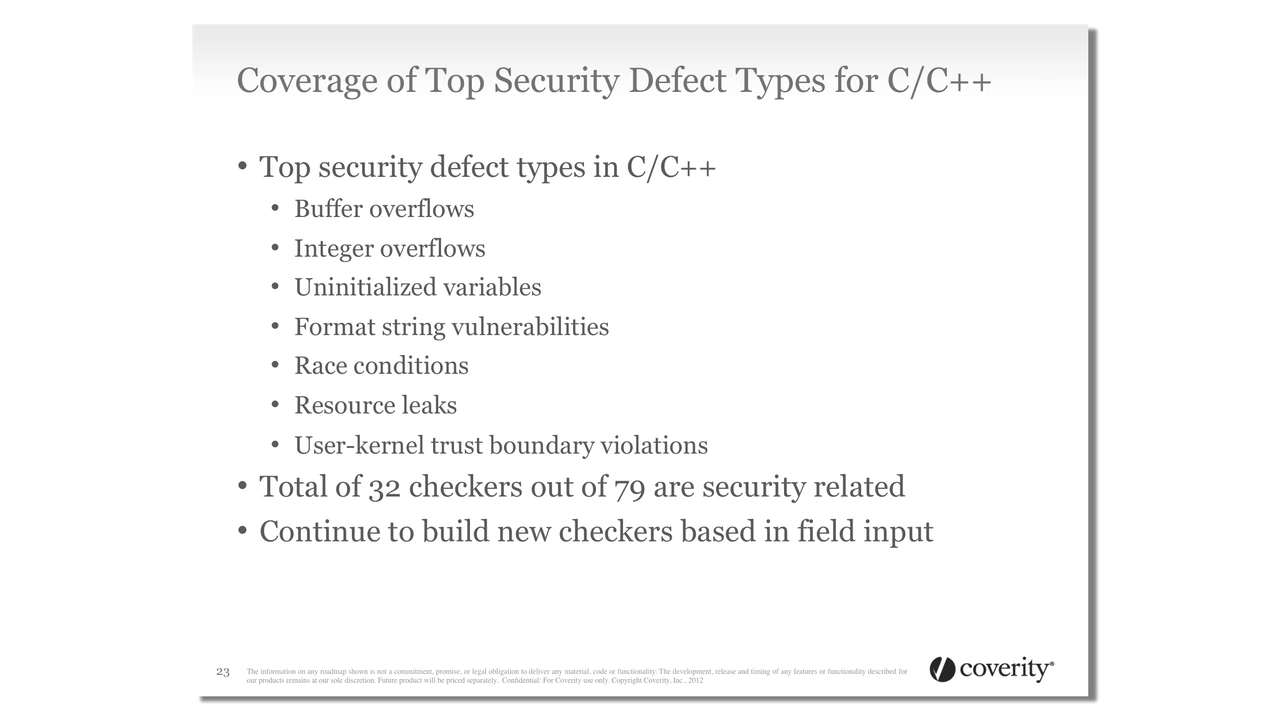 Coverage of Top Security Defect Types for C/C++
• Top security defect types in C/C++
• Buffer overflows
• Integer overflows
• Uninitialized variables
• Format string vulnerabilities
• Race conditions
• Resource leaks
• User-kernel trust boundary violations
• Total of 32 checkers out of 79 are security related
• Continue to build new checkers based in field input
23
The information on any roadmap shown is not a commitment, promise, or legal obligation to deliver any material, code or functionality. The development, release and timing of any features or functionality described for
our products remains at our sole discretion. Future product will be priced separately. Confidential: For Coverity use only. Copyright Coverity, Inc., 2012
coverity®